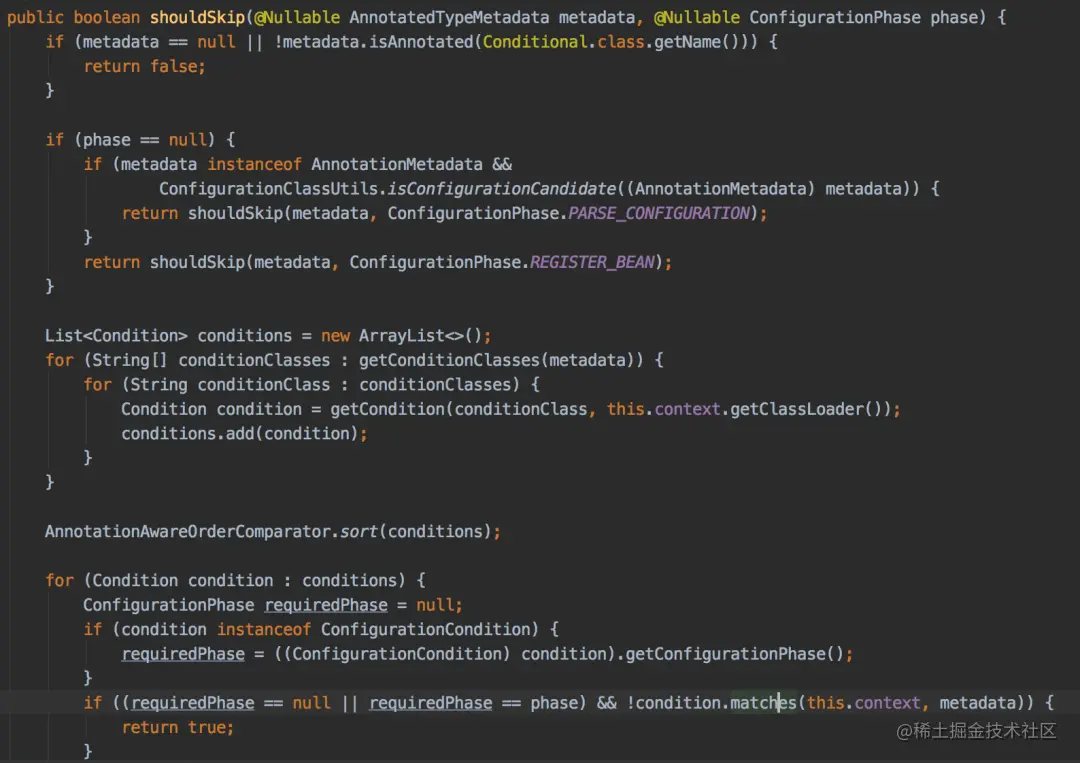 public boolean shouldSkip(@Nullable AnnotatedTypeMetadata metadata, @Nullable ConfigurationPhase phase) {
    if (metadata == null || !metadata.isAnnotated(Conditional.class.getName())) {
        return false;
    }

    if (phase == null) {
        if (metadata instanceof AnnotationMetadata &&
                ConfigurationClassUtils.isConfigurationCandidate((AnnotationMetadata) metadata)) {
            return shouldSkip(metadata, ConfigurationPhase.PARSE_CONFIGURATION);
        }
        return shouldSkip(metadata, ConfigurationPhase.REGISTER_BEAN);
    }

    List<Condition> conditions = new ArrayList<>();
    for (String[] conditionClasses : getConditionClasses(metadata)) {
        for (String conditionClass : conditionClasses) {
            Condition condition = getCondition(conditionClass, this.context.getClassLoader());
            conditions.add(condition);
        }
    }

    AnnotationAwareOrderComparator.sort(conditions);

    for (Condition condition : conditions) {
        ConfigurationPhase requiredPhase = null;
        if (condition instanceof ConfigurationCondition) {
            requiredPhase = ((ConfigurationCondition) condition).getConfigurationPhase();
        }
        if ((requiredPhase == null || requiredPhase == phase) && !condition.matches(this.context, metadata)) {
            return true;
        }
@稀土掘金技术社区